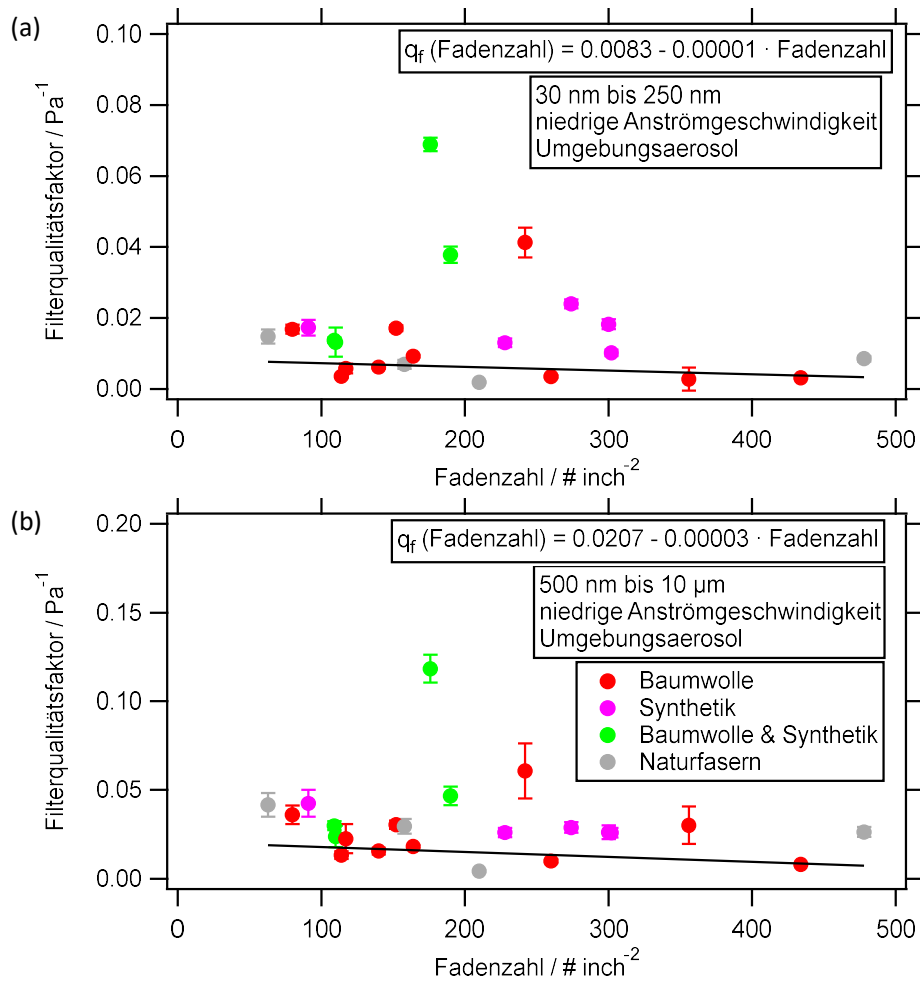 (a)
0.10
0.08
0.06
0.04
0.02
0.00
Filterqualitätsfaktor / Pa⁻¹
q_f (Fadenzahl) = 0.0083 - 0.00001 · Fadenzahl
30 nm bis 250 nm
niedrige Anströmgeschwindigkeit
Umgebungsaerosol
0 100 200 300 400 500
Fadenzahl / # inch⁻²
(b)
0.20
0.15
0.10
0.05
0.00
Filterqualitätsfaktor / Pa⁻¹
q_f (Fadenzahl) = 0.0207 - 0.00003 · Fadenzahl
500 nm bis 10 µm
niedrige Anströmgeschwindigkeit
Umgebungsaerosol
Baumwolle
Synthetik
Baumwolle & Synthetik
Naturfasern
0 100 200 300 400 500
Fadenzahl / # inch⁻²